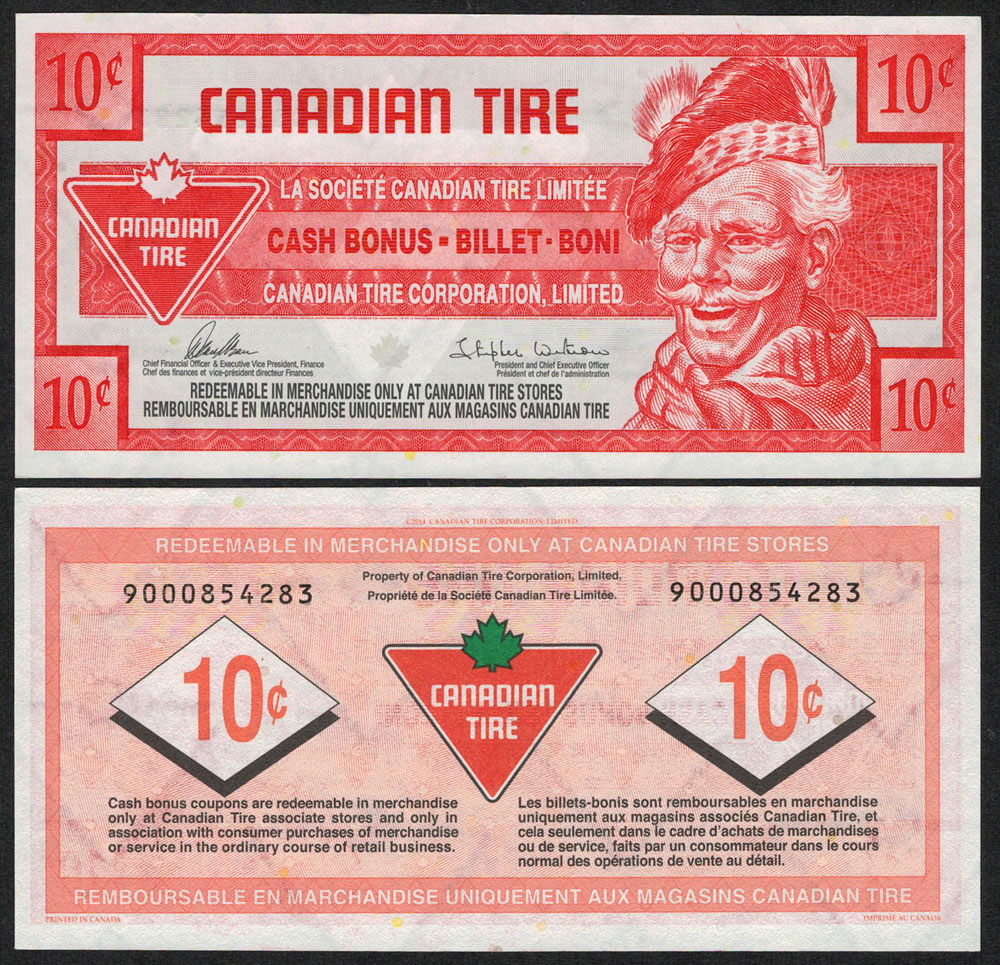 10¢
10¢
CANADIAN TIRE
CANADIAN
TIRE
LA SOCIÉTÉ CANADIAN TIRE LIMITÉE
CASH BONUS - BILLET - BONI
CANADIAN TIRE CORPORATION, LIMITED
Chief Financial Officer & Executive Vice President, Finance
Chef des finances et vice-président directeur Finances
President and Chief Executive Officer
Président et chef de l'administration
REDEEMABLE IN MERCHANDISE ONLY AT CANADIAN TIRE STORES
REMBOURSABLE EN MARCHANDISE UNIQUEMENT AUX MAGASINS CANADIAN TIRE
10¢
10¢
©2014 CANADIAN TIRE CORPORATION, LIMITED.
REDEEMABLE IN MERCHANDISE ONLY AT CANADIAN TIRE STORES
Property of Canadian Tire Corporation, Limited.
Propriété de la Société Canadian Tire Limitée.
9000854283
9000854283
10¢
CANADIAN
TIRE
10¢
Cash bonus coupons are redeemable in merchandise
only at Canadian Tire associate stores and only in
association with consumer purchases of merchandise
or service in the ordinary course of retail business.
Les billets-bonis sont remboursables en marchandise
uniquement aux magasins associés Canadian Tire, et
cela seulement dans le cadre d'achats de marchandises
ou de service, faits par un consommateur dans le cours
normal des opérations de vente au détail.
REMBOURSABLE EN MARCHANDISE UNIQUEMENT AUX MAGASINS CANADIAN TIRE
PRINTED IN CANADA
IMPRIMÉ AU CANADA